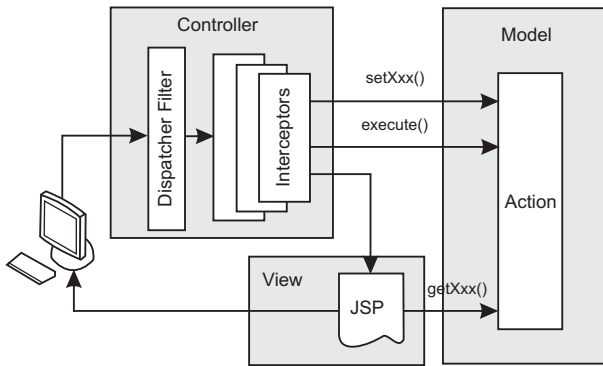 Controller
Model
Dispatcher Filter
Interceptors
setXxx()
execute()
Action
View
JSP
getXxx()